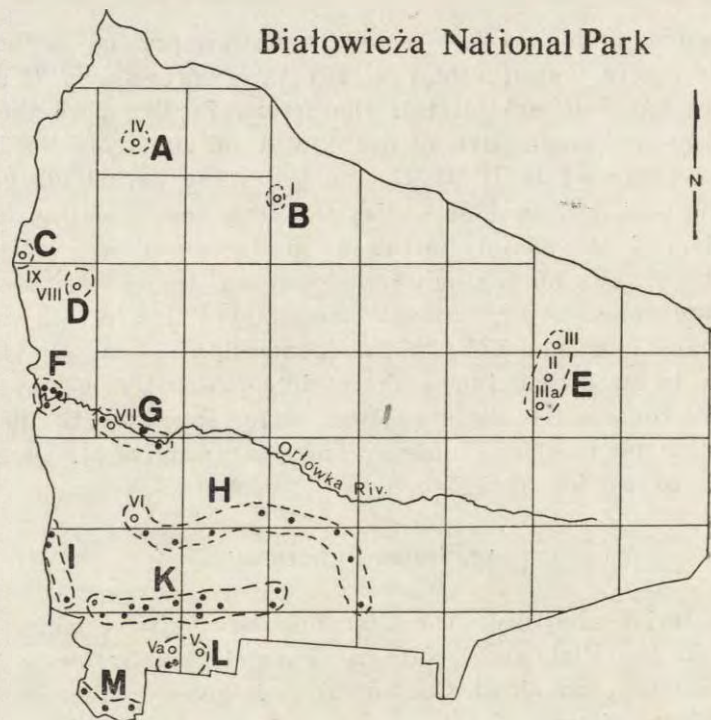 Białowieża National Park
N
IV
A
I
B
C
IX
VIII
D
III
II
E
IIIa
F
VII
G
Orłówka Riv.
VI
H
I
K
Va
V
L
M